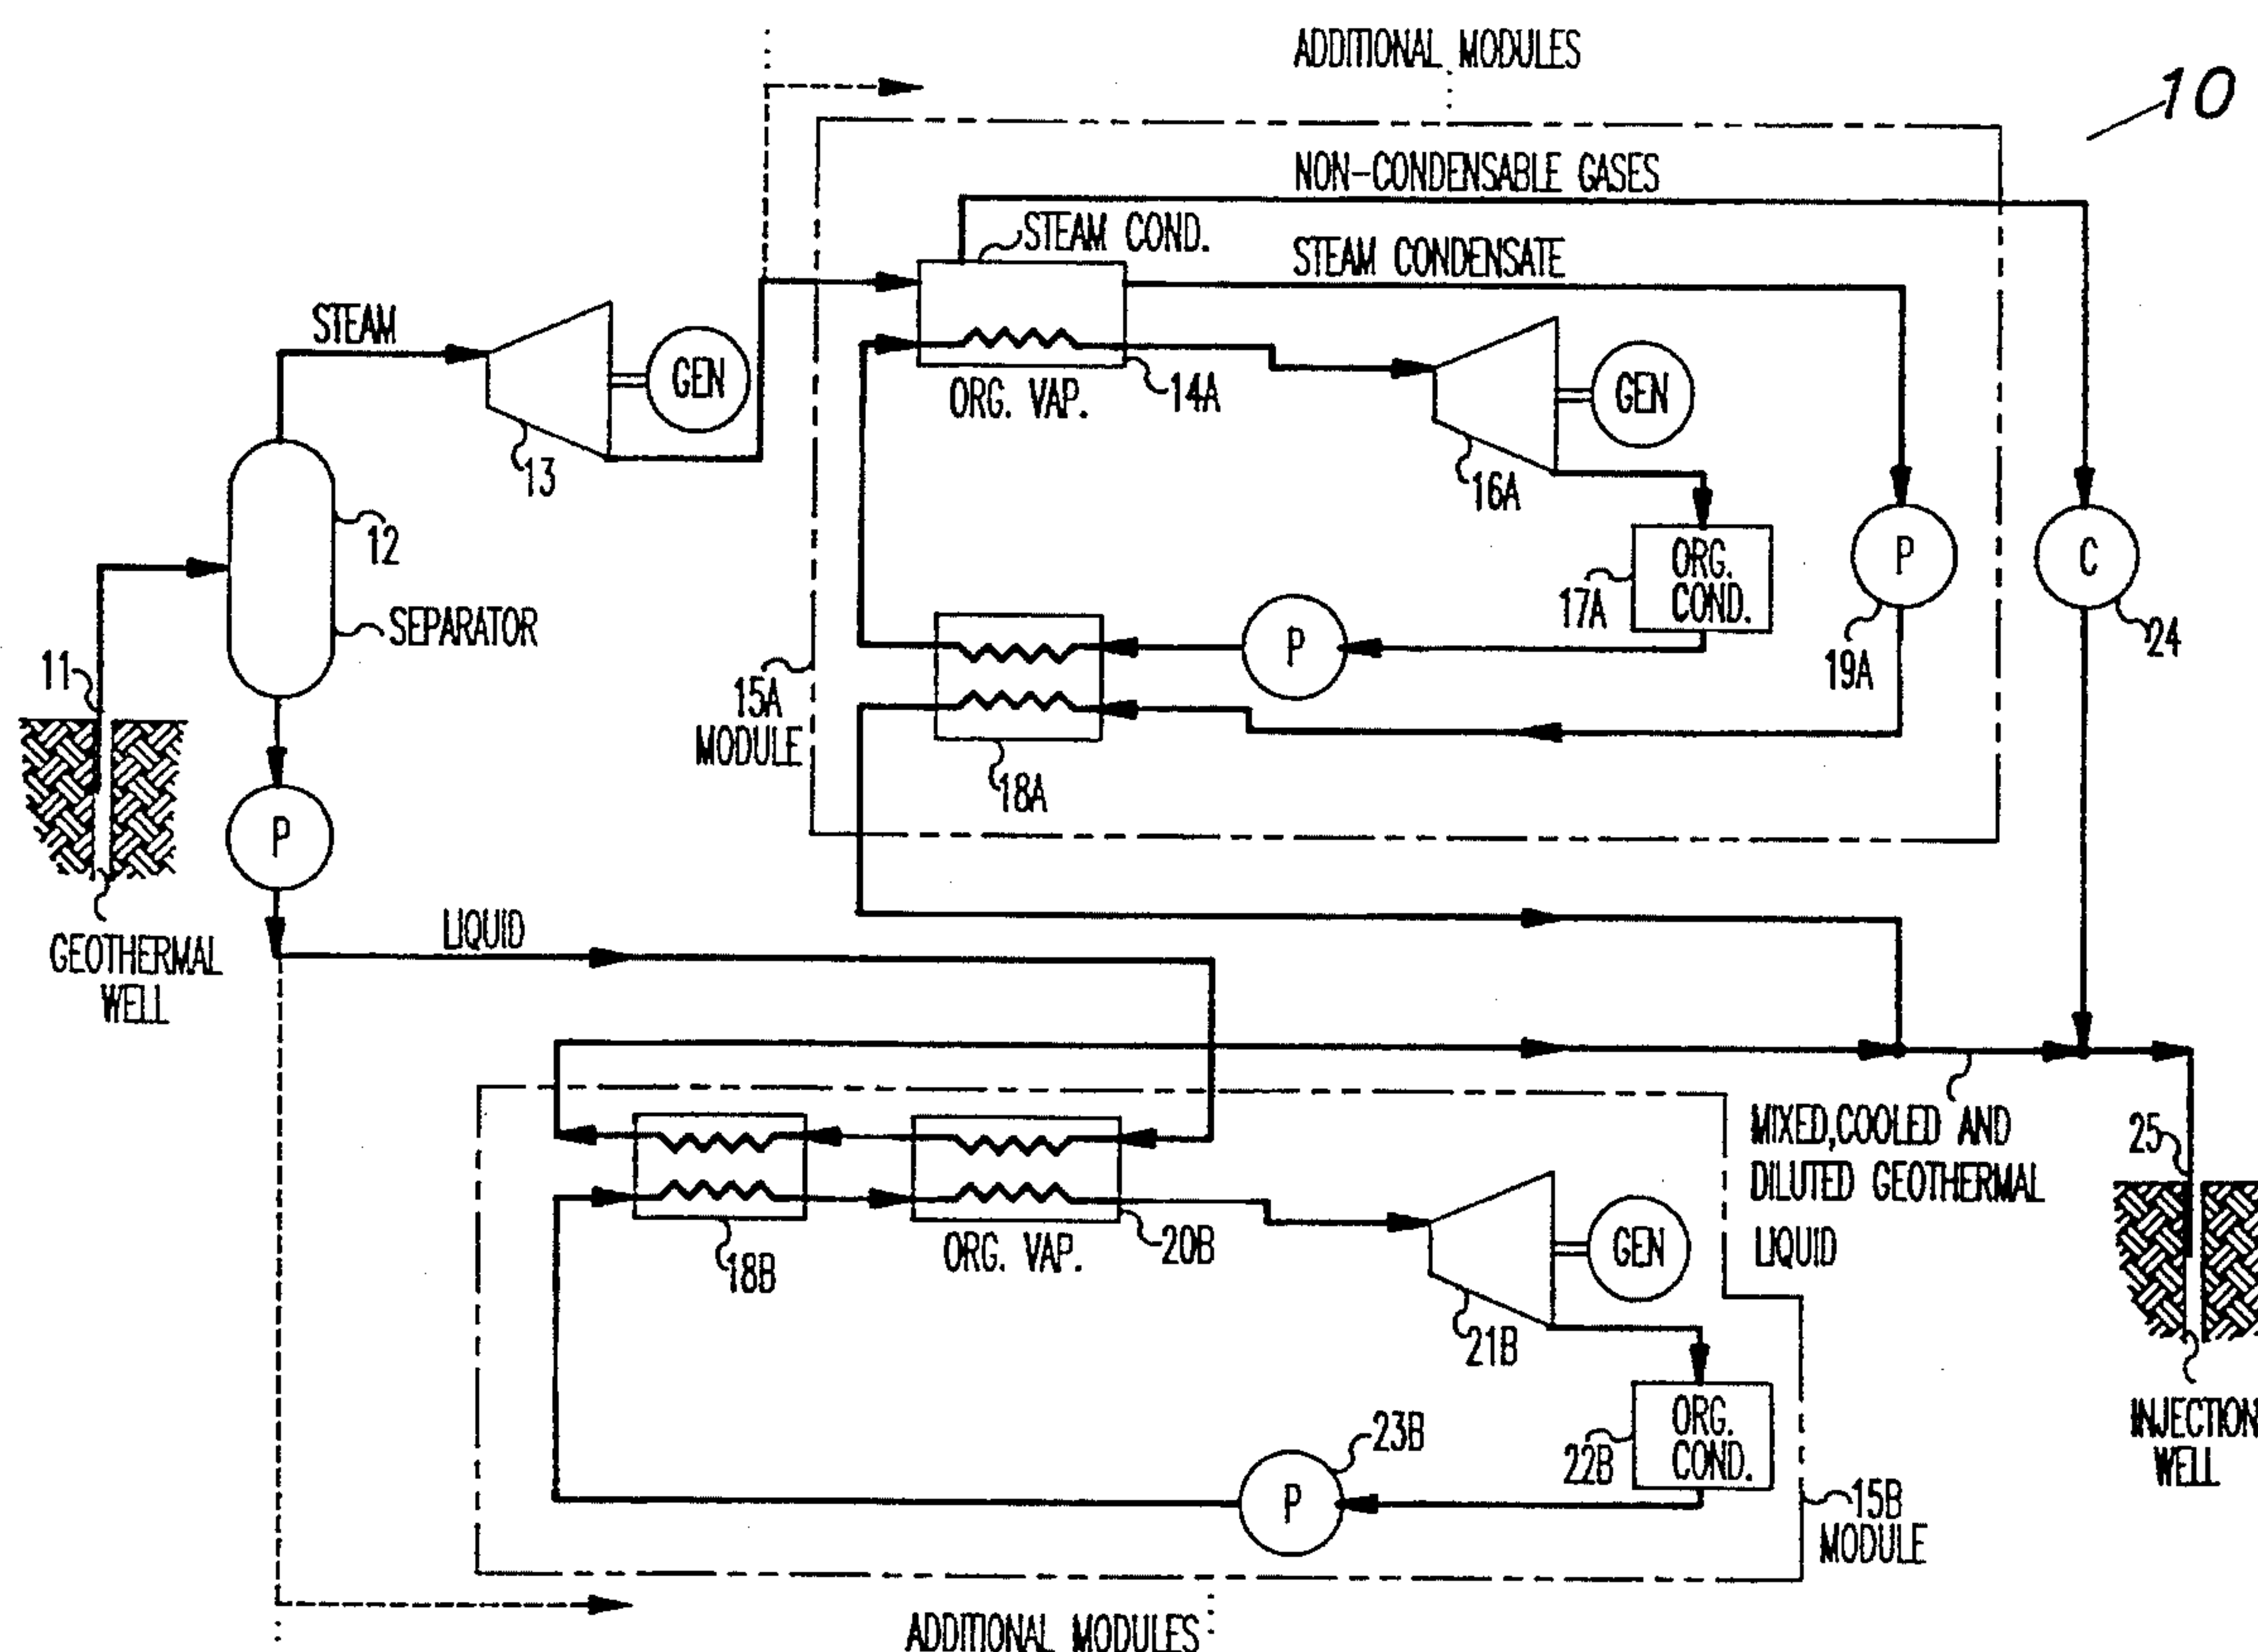 ADDITIONAL MODULES
10
NON-CONDENSABLE GASES
STEAM COND.
STEAM CONDENSATE
STEAM
GEN
14A
ORG. VAP.
GEN
13
16A
12
ORG.
COND.
P
C
17A
SEPARATOR
P
19A
24
11
15A
MODULE
18A
P
LIQUID
GEOTHERMAL
WELL
MIXED,COOLED AND
DILUTED GEOTHERMAL
LIQUID
25
18B
ORG. VAP.
20B
GEN
21B
23B
ORG.
COND.
22B
P
INJECTION
WELL
15B
MODULE
ADDITIONAL MODULES